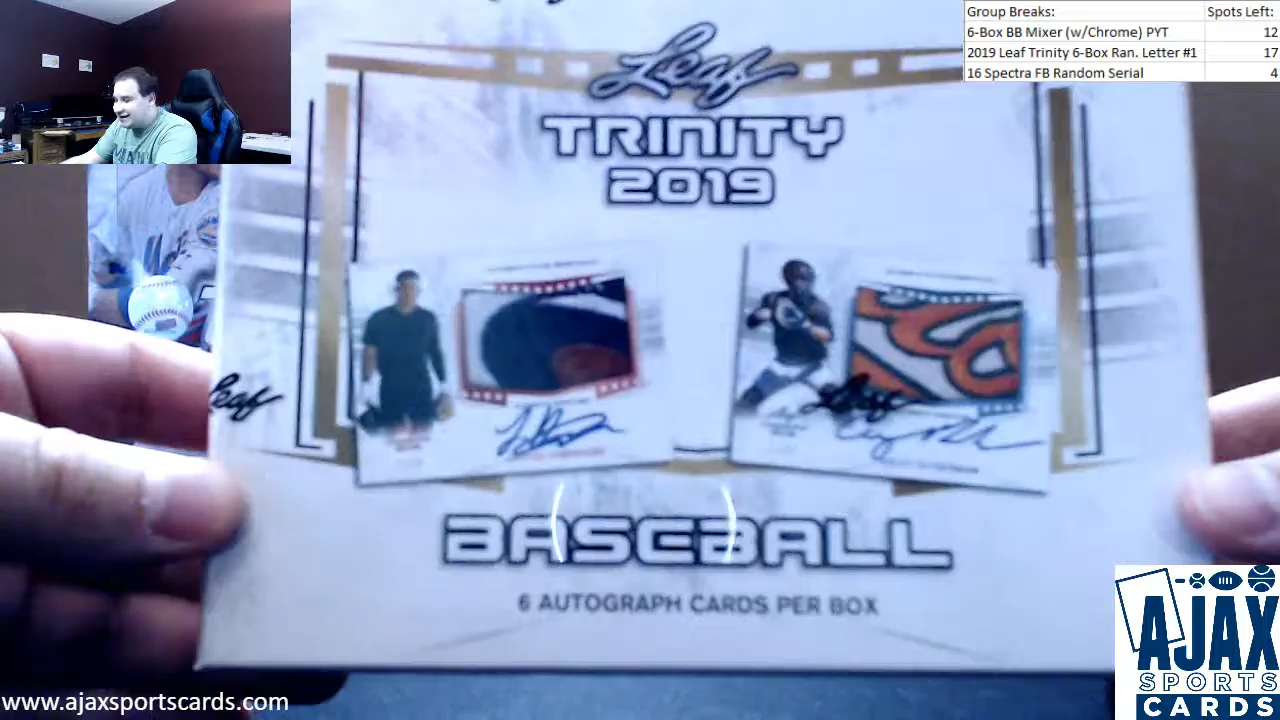 Group Breaks: Spots Left:
6-Box BB Mixer (w/Chrome) PYT 12
2019 Leaf Trinity 6-Box Ran. Letter #1 17
16 Spectra FB Random Serial 4
Leaf
TRINITY
2019
Leaf
Leaf
BASEBALL
6 AUTOGRAPH CARDS PER BOX
www.ajaxsportscards.com
AJAX
SPORTS
CARDS